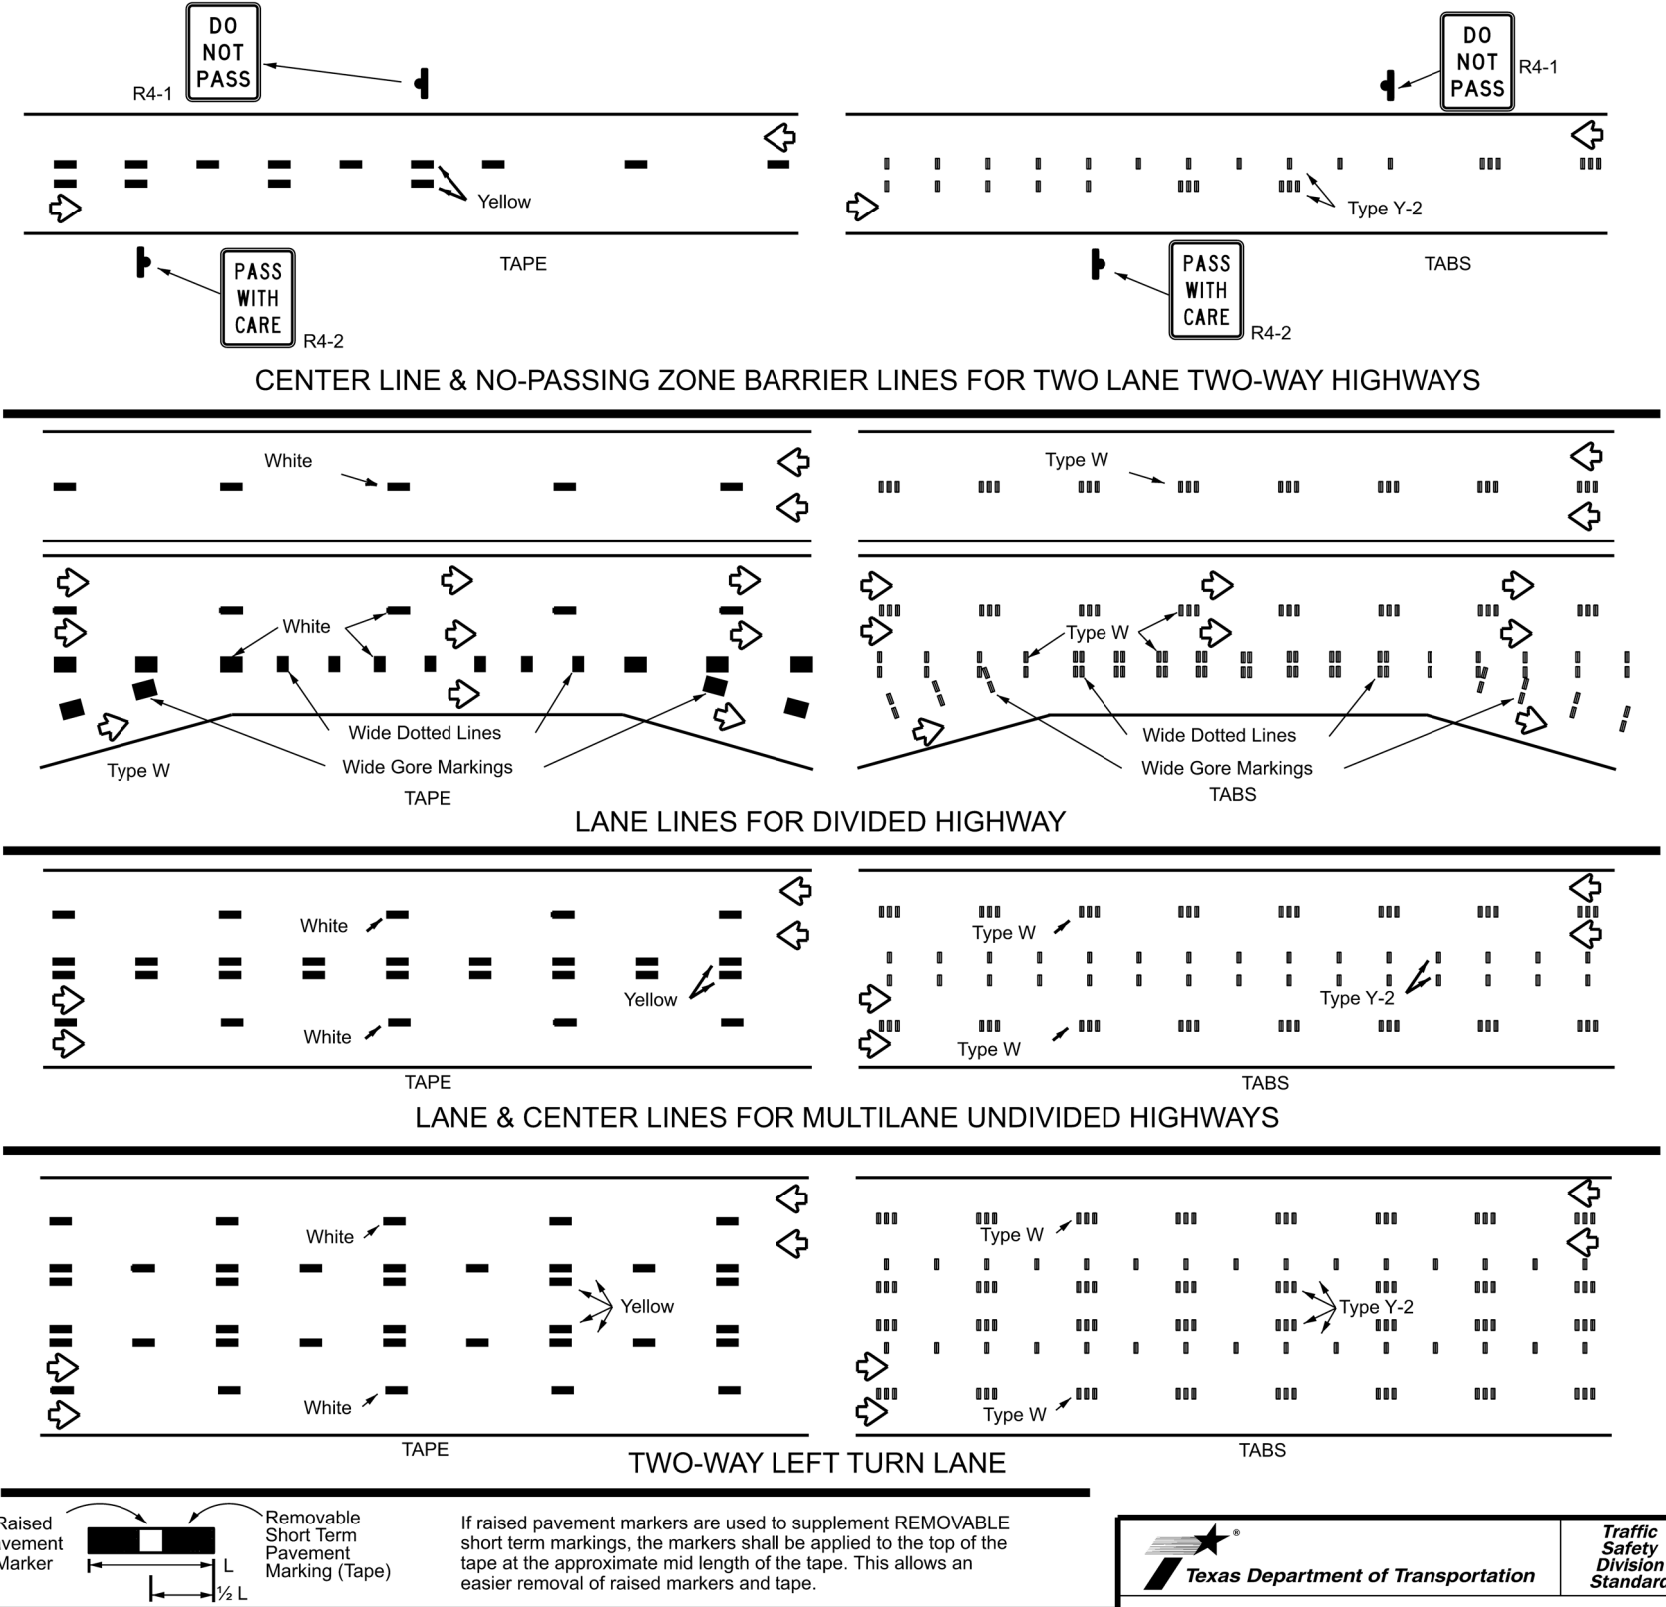 DO
NOT
PASS
R4-1
Yellow
PASS
WITH
CARE
R4-2
TAPE
DO
NOT
PASS
R4-1
Type Y-2
PASS
WITH
CARE
R4-2
TABS
CENTER LINE & NO-PASSING ZONE BARRIER LINES FOR TWO LANE TWO-WAY HIGHWAYS
White
Type W
White
Wide Dotted Lines
Wide Gore Markings
Type W
TAPE
Type W
Wide Dotted Lines
Wide Gore Markings
TABS
LANE LINES FOR DIVIDED HIGHWAY
White
Yellow
White
TAPE
Type W
Type Y-2
Type W
TABS
LANE & CENTER LINES FOR MULTILANE UNDIVIDED HIGHWAYS
White
Yellow
White
TAPE
Type W
Type Y-2
Type W
TABS
TWO-WAY LEFT TURN LANE
Raised
avement
Marker
L
½ L
Removable
Short Term
Pavement
Marking (Tape)
If raised pavement markers are used to supplement REMOVABLE
short term markings, the markers shall be applied to the top of the
tape at the approximate mid length of the tape. This allows an
easier removal of raised markers and tape.
®
Texas Department of Transportation
Traffic
Safety
Division
Standard